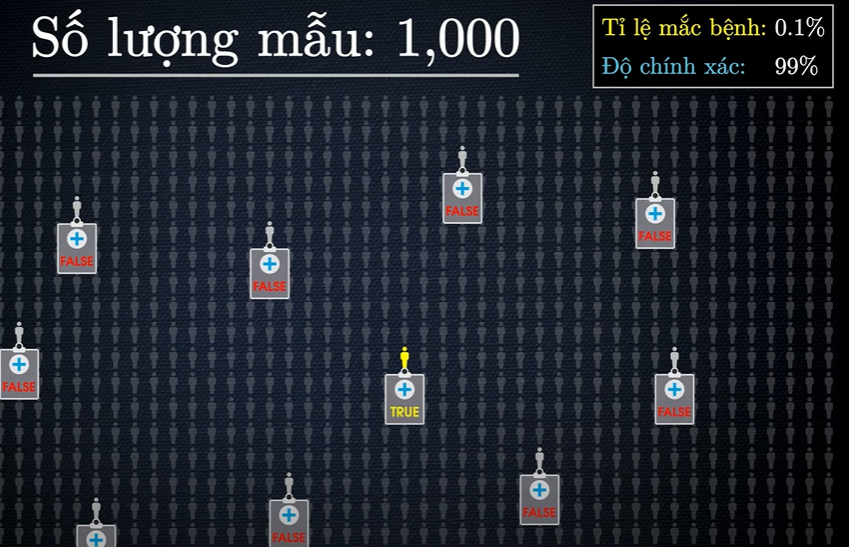 Số lượng mẫu: 1,000
Tỉ lệ mắc bệnh: 0.1%
Độ chính xác: 99%
FALSE
FALSE
FALSE
FALSE
FALSE
TRUE
FALSE
FALSE
FALSE